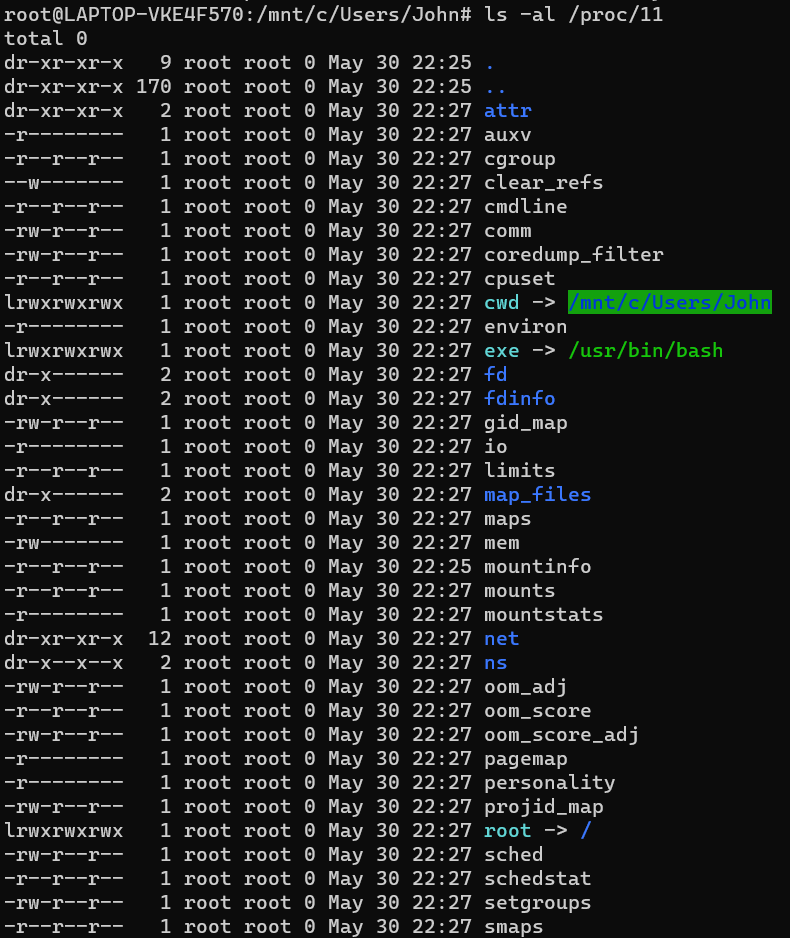 root@LAPTOP-VKE4F570:/mnt/c/Users/John# ls -al /proc/11
total 0
dr-xr-xr-x   9 root root 0 May 30 22:25 .
dr-xr-xr-x 170 root root 0 May 30 22:25 ..
dr-xr-xr-x   2 root root 0 May 30 22:27 attr
-r--------   1 root root 0 May 30 22:27 auxv
-r--r--r--   1 root root 0 May 30 22:27 cgroup
--w-------   1 root root 0 May 30 22:27 clear_refs
-r--r--r--   1 root root 0 May 30 22:27 cmdline
-rw-r--r--   1 root root 0 May 30 22:27 comm
-rw-r--r--   1 root root 0 May 30 22:27 coredump_filter
-r--r--r--   1 root root 0 May 30 22:27 cpuset
lrwxrwxrwx   1 root root 0 May 30 22:27 cwd -> /mnt/c/Users/John
-r--------   1 root root 0 May 30 22:27 environ
lrwxrwxrwx   1 root root 0 May 30 22:27 exe -> /usr/bin/bash
dr-x------   2 root root 0 May 30 22:27 fd
dr-x------   2 root root 0 May 30 22:27 fdinfo
-rw-r--r--   1 root root 0 May 30 22:27 gid_map
-r--------   1 root root 0 May 30 22:27 io
-r--r--r--   1 root root 0 May 30 22:27 limits
dr-x------   2 root root 0 May 30 22:27 map_files
-r--r--r--   1 root root 0 May 30 22:27 maps
-rw-------   1 root root 0 May 30 22:27 mem
-r--r--r--   1 root root 0 May 30 22:25 mountinfo
-r--r--r--   1 root root 0 May 30 22:27 mounts
-r--------   1 root root 0 May 30 22:27 mountstats
dr-xr-xr-x  12 root root 0 May 30 22:27 net
dr-x--x--x   2 root root 0 May 30 22:27 ns
-rw-r--r--   1 root root 0 May 30 22:27 oom_adj
-r--r--r--   1 root root 0 May 30 22:27 oom_score
-rw-r--r--   1 root root 0 May 30 22:27 oom_score_adj
-r--------   1 root root 0 May 30 22:27 pagemap
-r--------   1 root root 0 May 30 22:27 personality
-rw-r--r--   1 root root 0 May 30 22:27 projid_map
lrwxrwxrwx   1 root root 0 May 30 22:27 root -> /
-rw-r--r--   1 root root 0 May 30 22:27 sched
-r--r--r--   1 root root 0 May 30 22:27 schedstat
-rw-r--r--   1 root root 0 May 30 22:27 setgroups
-r--r--r--   1 root root 0 May 30 22:27 smaps